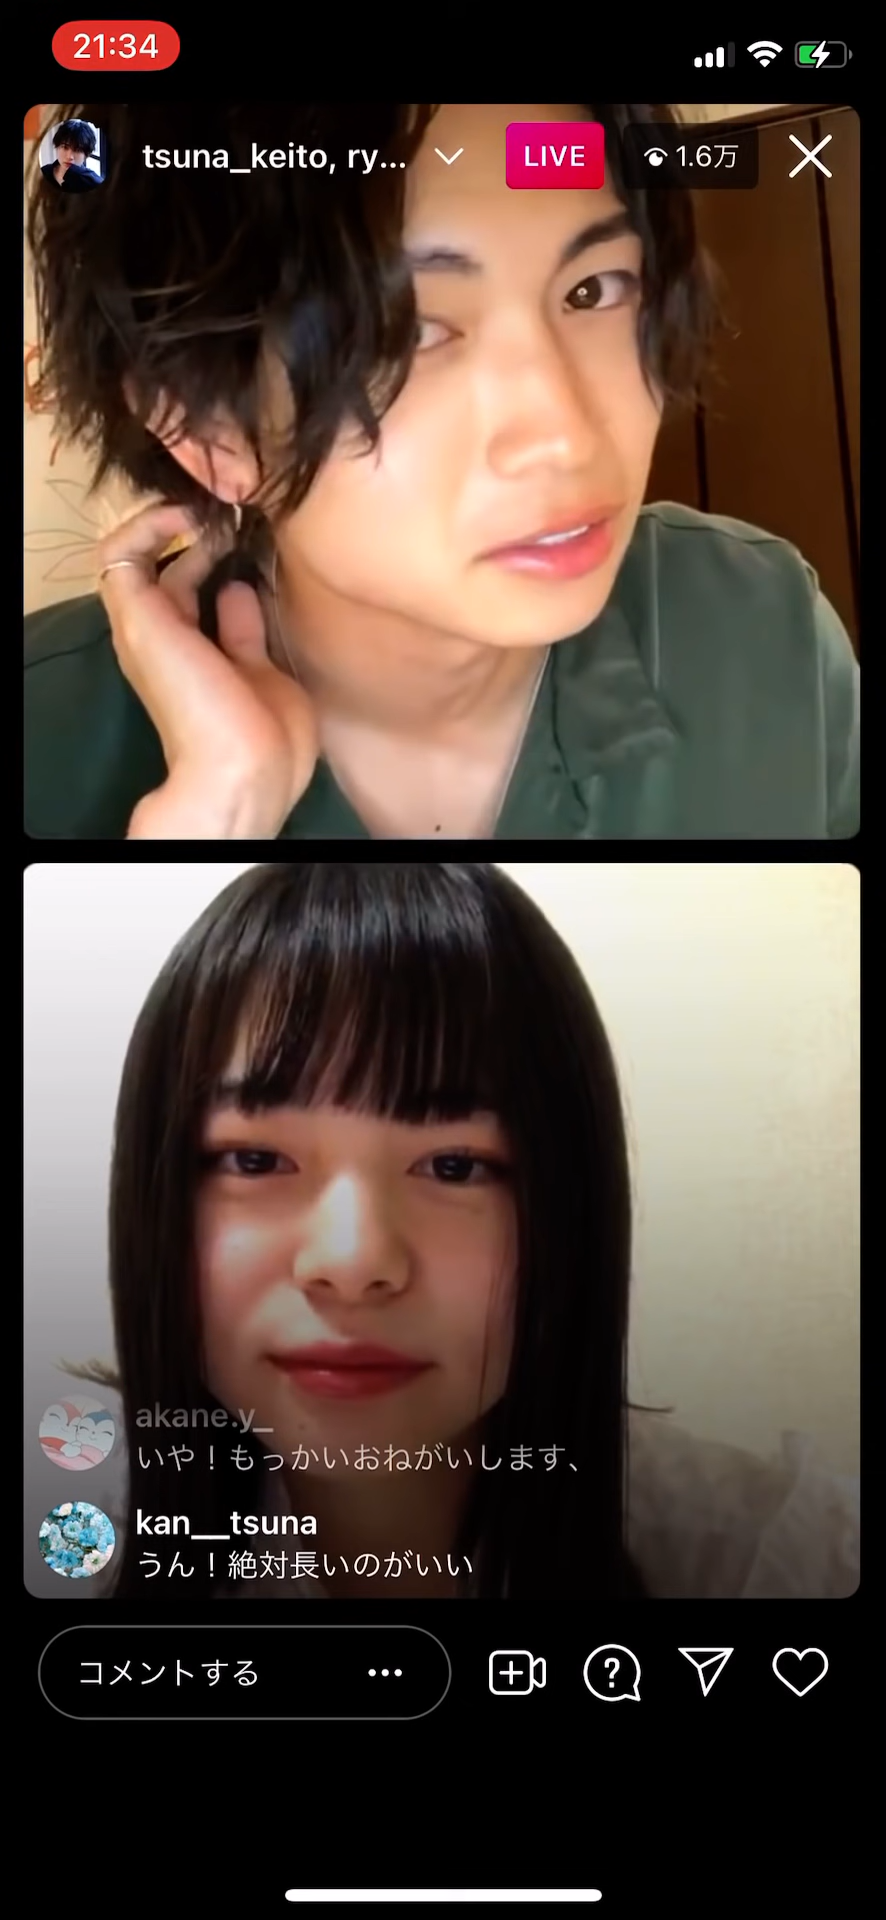 21:34
tsuna_keito, ry...
LIVE
1.6万
akane.y_
いや！もっかいおねがいします、
kan__tsuna
うん！絶対長いのがいい
コメントする